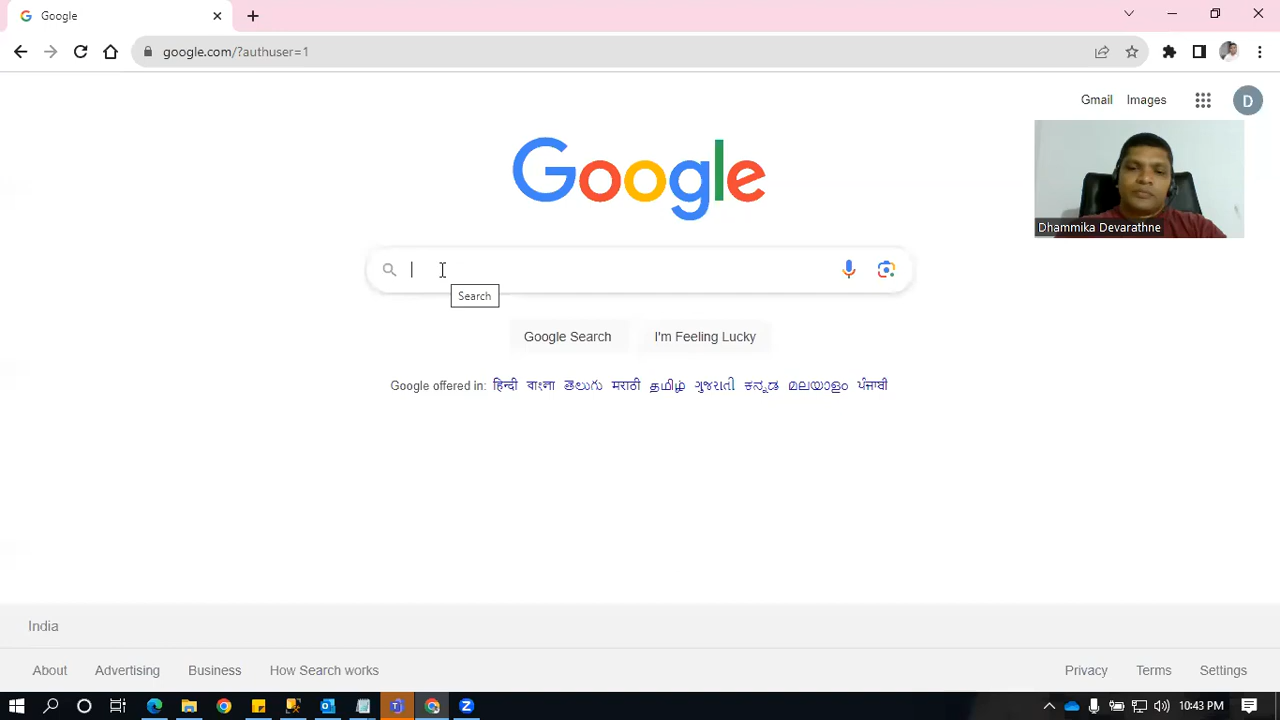 Google
google.com/?authuser=1
Gmail Images D
Google
Dhammika Devarathne
Search
Google Search I'm Feeling Lucky
Google offered in: हिन्दी বাংলা తెలుగు मराठी தமிழ் ગુજરાતી ಕನ್ನಡ മലയാളം ਪੰਜਾਬੀ
India
About Advertising Business How Search works Privacy Terms Settings
10:43 PM